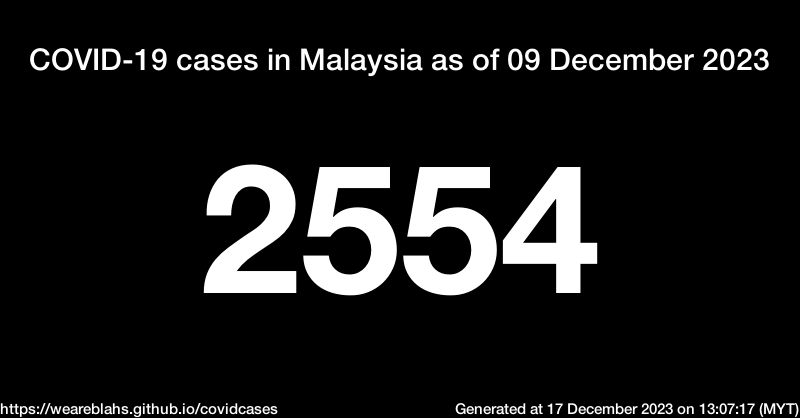 COVID-19 cases in Malaysia as of 09 December 2023
2554
https://weareblahs.github.io/covidcases
Generated at 17 December 2023 on 13:07:17 (MYT)